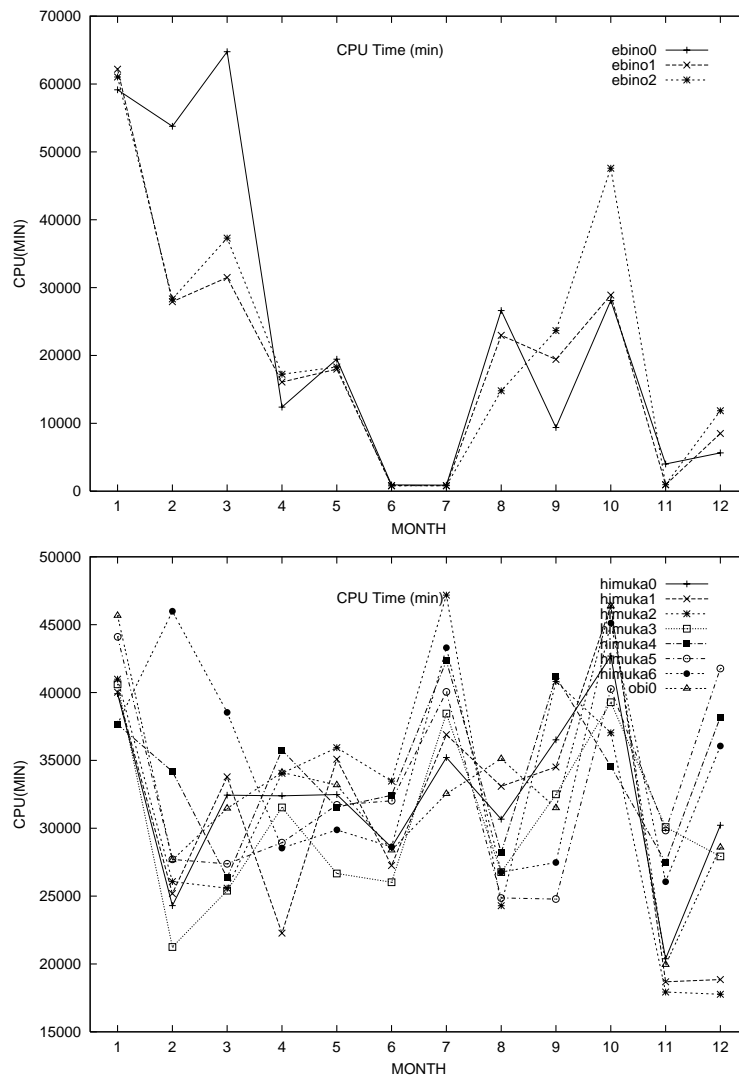 70000
CPU Time (min)
ebino0
ebino1
ebino2
60000
50000
40000
30000
20000
10000
0
CPU(MIN)
1 2 3 4 5 6 7 8 9 10 11 12
MONTH
50000
CPU Time (min)
himuka0
himuka1
himuka2
himuka3
himuka4
himuka5
himuka6
obi0
45000
40000
35000
30000
25000
20000
15000
CPU(MIN)
1 2 3 4 5 6 7 8 9 10 11 12
MONTH